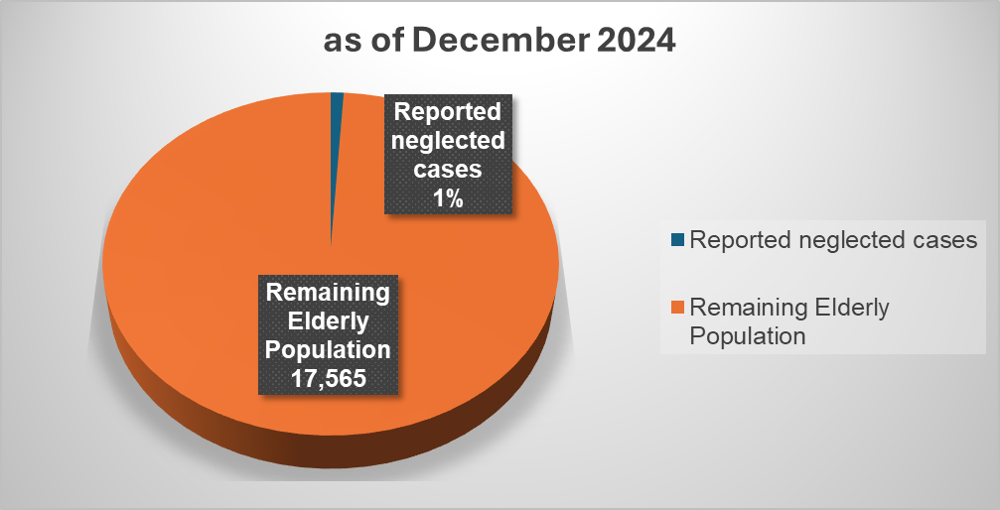 as of December 2024
Reported
neglected
cases
1%
Remaining
Elderly
Population
17,565
Reported neglected cases
Remaining Elderly
Population